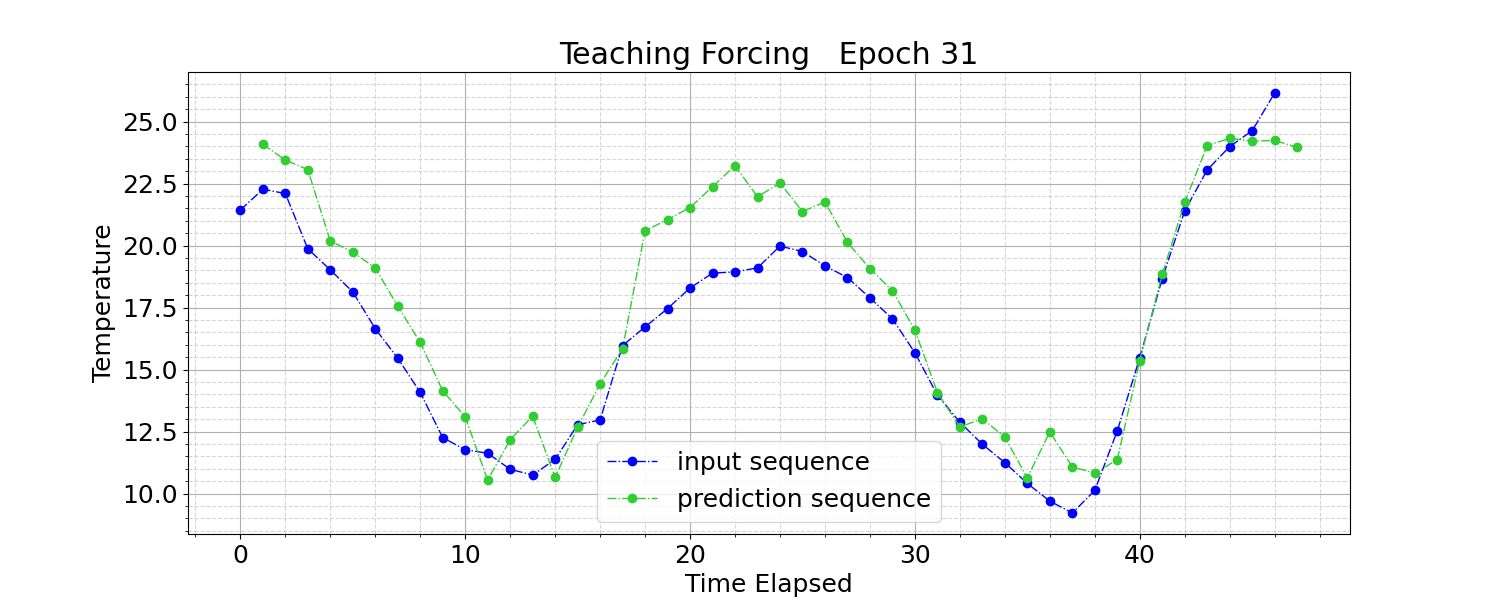 Teaching Forcing   Epoch 31
Temperature
25.0
22.5
20.0
17.5
15.0
12.5
10.0
input sequence
prediction sequence
0 10 20 30 40
Time Elapsed